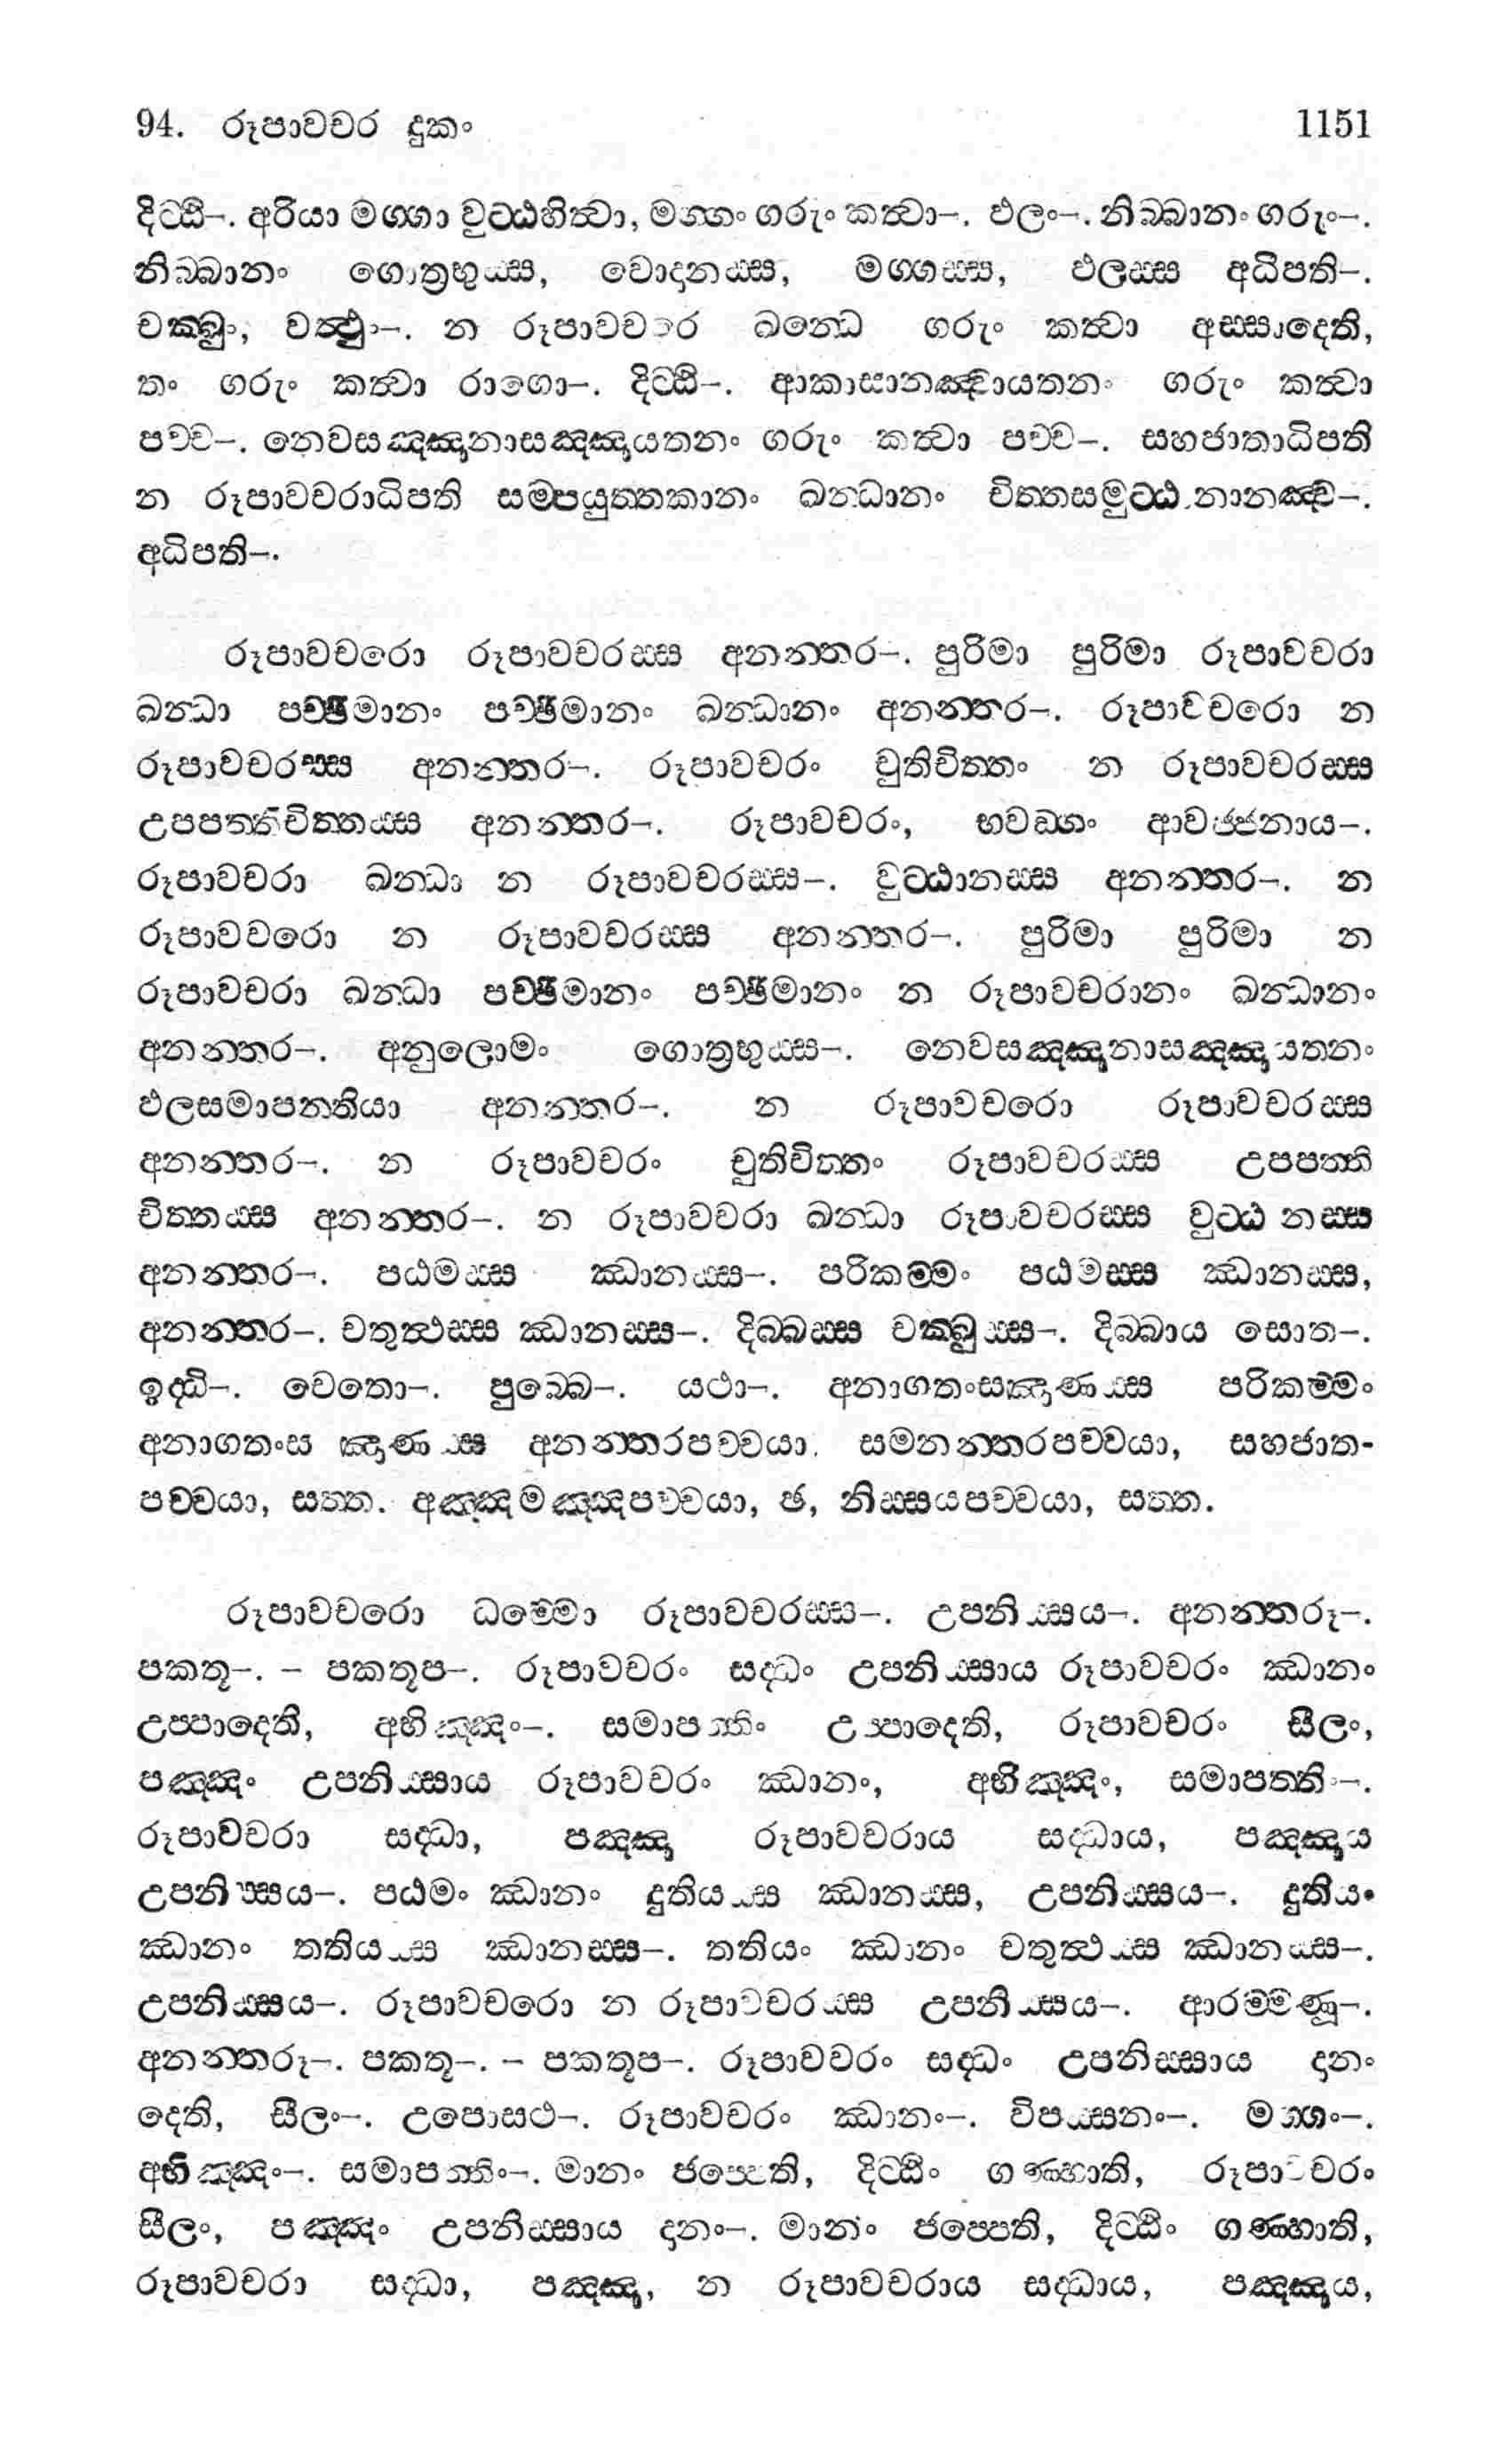 94. රූපාවචර දුකං 1151
දිට්ඨි–. අරියා මග්ගා වුට්ඨහිත්වා, මග්ගං ගරුං කත්වා–. ඵලං–. නිබ්බානං ගරුං–.
නිබ්බානං ගොත්‍රභුස්ස, වොදානස්ස, මග්ගස්ස, ඵලස්ස අධිපති–.
චක්ඛුං, වත්ථුං–. න රූපාවචරෙ ඛන්ධෙ ගරුං කත්වා අස්සාදෙති,
තං ගරුං කත්වා රාගො–. දිට්ඨි–. ආකාසානඤ්චායතනං ගරුං කත්වා
පච්ච–. නෙවසඤ්ඤානාසඤ්ඤායතනං ගරුං කත්වා පච්ච–. සහජාතාධිපති
න රූපාවචරාධිපති සම්පයුත්තකානං ඛන්ධානං චිත්තසමුට්ඨානානඤ්ච–.
අධිපති–.
රූපාවචරො රූපාවචරස්ස අනන්තර–. පුරිමා පුරිමා රූපාවචරා
ඛන්ධා පච්ඡිමානං පච්ඡිමානං ඛන්ධානං අනන්තර–. රූපාවචරො න
රූපාවචරස්ස අනන්තර–. රූපාවචරං චුතිචිත්තං න රූපාවචරස්ස
උපපත්තිචිත්තස්ස අනන්තර–. රූපාවචරං, භවඞ්ගං ආවජ්ජනාය–.
රූපාවචරා ඛන්ධා න රූපාවචරස්ස–. වුට්ඨානස්ස අනන්තර–. න
රූපාවචරො න රූපාවචරස්ස අනන්තර–. පුරිමා පුරිමා න
රූපාවචරා ඛන්ධා පච්ඡිමානං පච්ඡිමානං න රූපාවචරානං ඛන්ධානං
අනන්තර–. අනුලොමං ගොත්‍රභුස්ස–. නෙවසඤ්ඤානාසඤ්ඤායතනං
ඵලසමාපත්තියා අනන්තර–. න රූපාවචරො රූපාවචරස්ස
අනන්තර–. න රූපාවචරං චුතිචිත්තං රූපාවචරස්ස උපපත්ති
චිත්තස්ස අනන්තර–. න රූපාවචරා ඛන්ධා රූපාවචරස්ස වුට්ඨානස්ස
අනන්තර–. පඨමස්ස ඣානස්ස–. පරිකම්මං පඨමස්ස ඣානස්ස,
අනන්තර–. චතුත්ථස්ස ඣානස්ස–. දිබ්බස්ස චක්ඛුස්ස–. දිබ්බාය සොත–.
ඉද්ධි–. චෙතො–. පුබ්බෙ–. යථා–. අනාගතංසඤාණස්ස පරිකම්මං
අනාගතංස ඤාණස්ස අනන්තරපච්චයා. සමනන්තරපච්චයා, සහජාත-
පච්චයා, සත්ත. අඤ්ඤමඤ්ඤපච්චයා, ඡ, නිස්සයපච්චයා, සත්ත.
රූපාවචරො ධම්මො රූපාවචරස්ස–. උපනිස්සය–. අනන්තරූ–.
පකතූ–. – පකතූප–. රූපාවචරං සද්ධං උපනිස්සාය රූපාවචරං ඣානං
උප්පාදෙති, අභිඤ්ඤං–. සමාපත්තිං උප්පාදෙති, රූපාවචරං සීලං,
පඤ්ඤං උපනිස්සාය රූපාවචරං ඣානං, අභිඤ්ඤං, සමාපත්තිං–.
රූපාවචරා සද්ධා, පඤ්ඤා රූපාවචරාය සද්ධාය, පඤ්ඤාය
උපනිස්සය–. පඨමං ඣානං දුතියස්ස ඣානස්ස, උපනිස්සය–. දුතියං
ඣානං තතියස්ස ඣානස්ස–. තතියං ඣානං චතුත්ථස්ස ඣානස්ස–.
උපනිස්සය–. රූපාවචරො න රූපාවචරස්ස උපනිස්සය–. ආරම්මණූ–.
අනන්තරූ–. පකතූ–. – පකතූප–. රූපාවචරං සද්ධං උපනිස්සාය දානං
දෙති, සීලං–. උපොසථ–. රූපාවචරං ඣානං–. විපස්සනං–. මග්ගං–.
අභිඤ්ඤං–. සමාපත්තිං–. මානං ජප්පෙති, දිට්ඨිං ගණ්හාති, රූපාවචරං
සීලං, පඤ්ඤං උපනිස්සාය දානං–. මානං ජප්පෙති, දිට්ඨිං ගණ්හාති,
රූපාවචරා සද්ධා, පඤ්ඤා, න රූපාවචරාය සද්ධාය, පඤ්ඤාය,